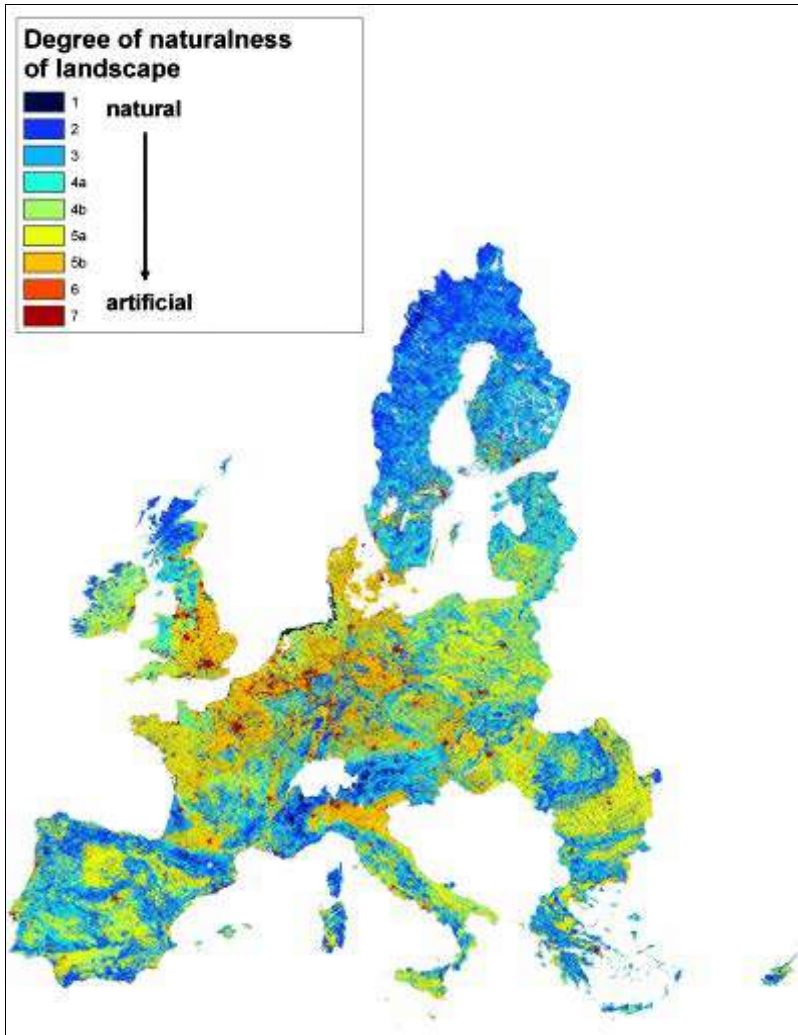 Degree of naturalness
of landscape
1
natural
2
3
4a
4b
5a
5b
6
artificial
7